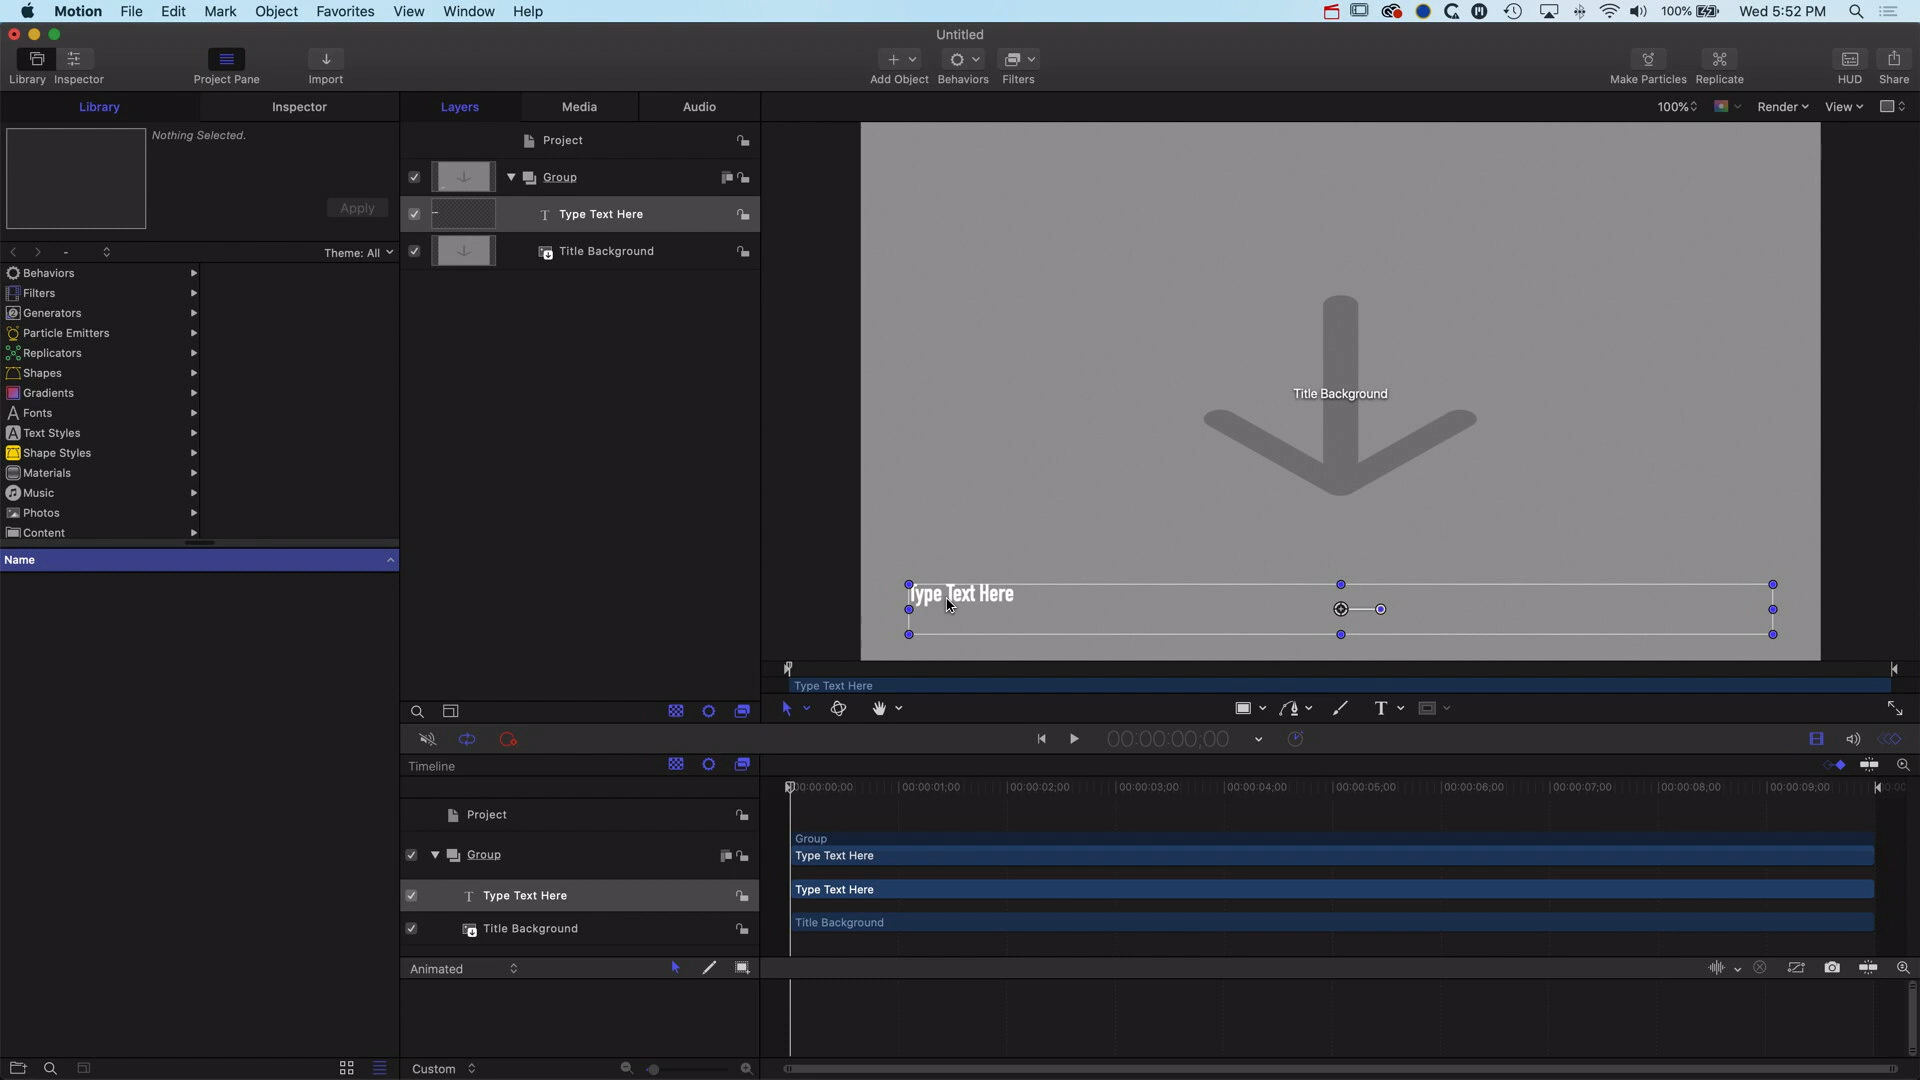 Motion File Edit Mark Object Favorites View Window Help
100% Wed 5:52 PM
Untitled
Library Inspector Project Pane Import Add Object Behaviors Filters Make Particles Replicate HUD Share
Library Inspector Layers Media Audio 100% Render View
Nothing Selected.
Apply
- Theme: All
Behaviors
Filters
Generators
Particle Emitters
Replicators
Shapes
Gradients
Fonts
Text Styles
Shape Styles
Materials
Music
Photos
Content
Name
Project
Group
Type Text Here
Title Background
Title Background
Type Text Here
Type Text Here
T
00:00:00;00
Timeline
00:00:00;00 00:00:01;00 00:00:02;00 00:00:03;00 00:00:04;00 00:00:05;00 00:00:06;00 00:00:07;00 00:00:08;00 00:00:09;00
Project
Group
Type Text Here
Title Background
Group
Type Text Here
Type Text Here
Title Background
Animated
Custom